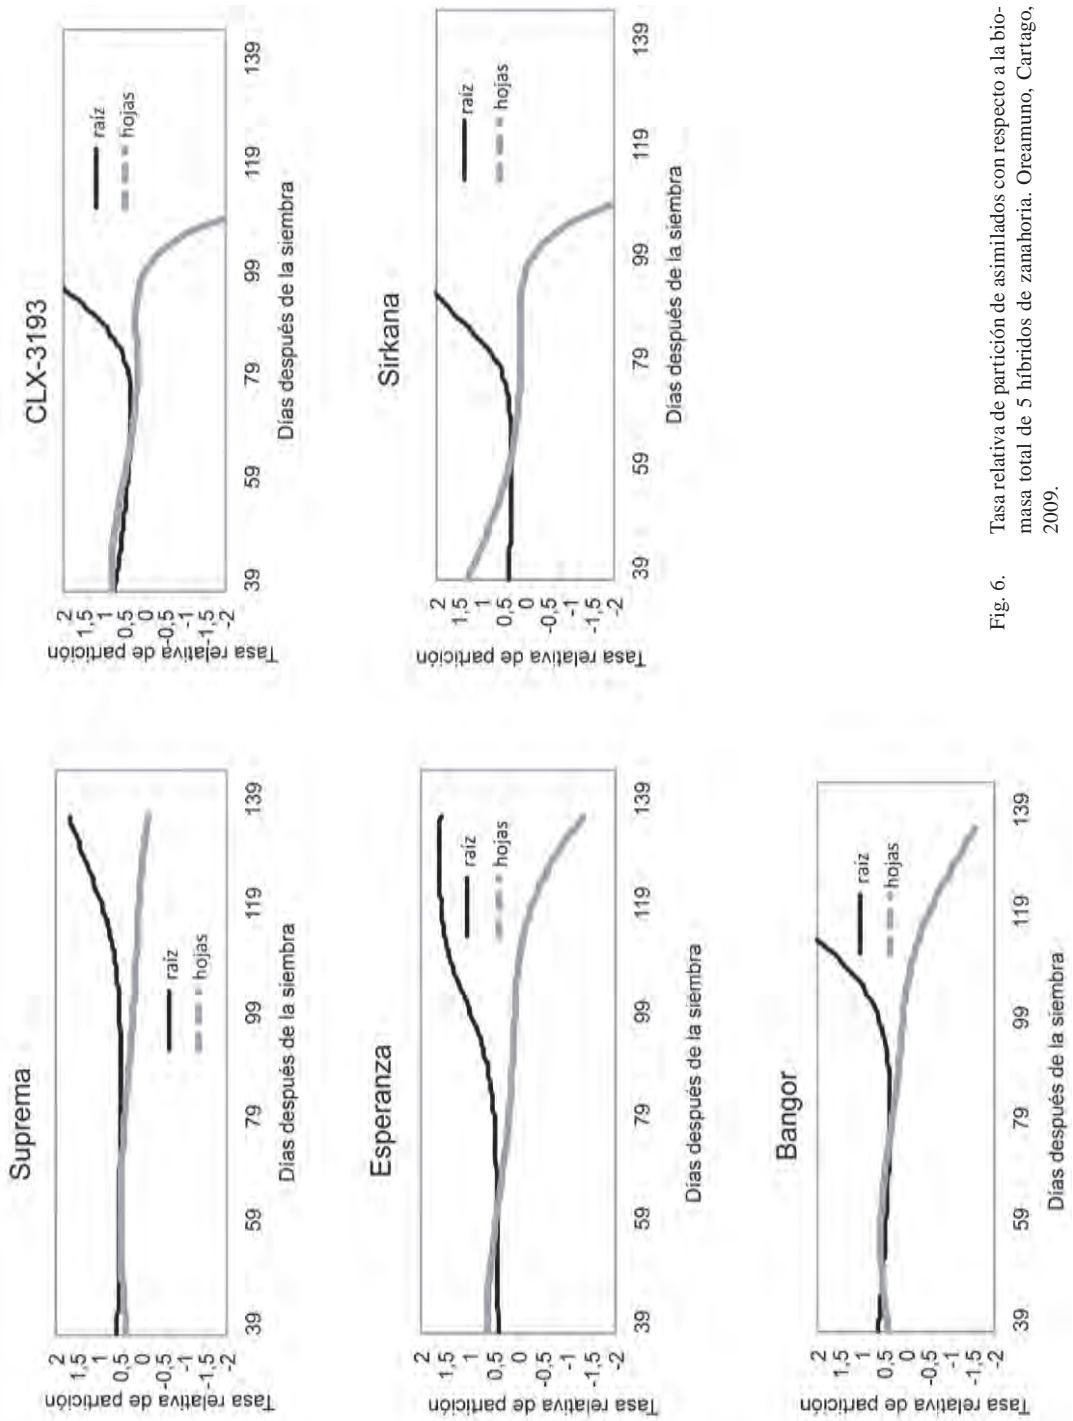 Suprema
Tasa relativa de partición
2
1,5
1
0,5
0
-0,5
-1
-1,5
-2
raíz
hojas
39 59 79 99 119 139
Días después de la siembra
CLX-3193
Tasa relativa de partición
2
1,5
1
0,5
0
-0,5
-1
-1,5
-2
raíz
hojas
39 59 79 99 119 139
Días después de la siembra
Esperanza
Tasa relativa de partición
2
1,5
1
0,5
0
-0,5
-1
-1,5
-2
raíz
hojas
39 59 79 99 119 139
Días después de la siembra
Sirkana
Tasa relativa de partición
2
1,5
1
0,5
0
-0,5
-1
-1,5
-2
raíz
hojas
39 59 79 99 119 139
Días después de la siembra
Bangor
Tasa relativa de partición
2
1,5
1
0,5
0
-0,5
-1
-1,5
-2
raíz
hojas
39 59 79 99 119 139
Días después de la siembra
Fig. 6. Tasa relativa de partición de asimilados con respecto a la bio-
masa total de 5 híbridos de zanahoria. Oreamuno, Cartago,
2009.